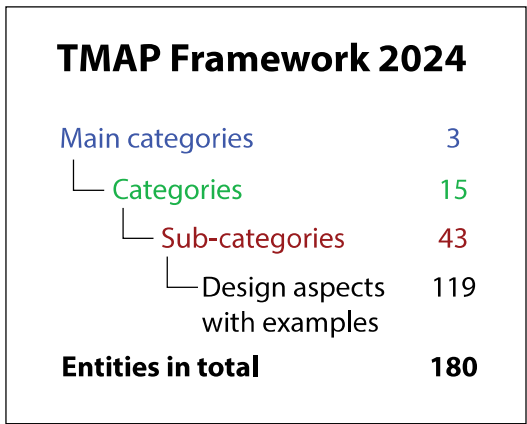 TMAP Framework 2024
Main categories 3
Categories 15
Sub-categories 43
Design aspects 119
with examples
Entities in total 180